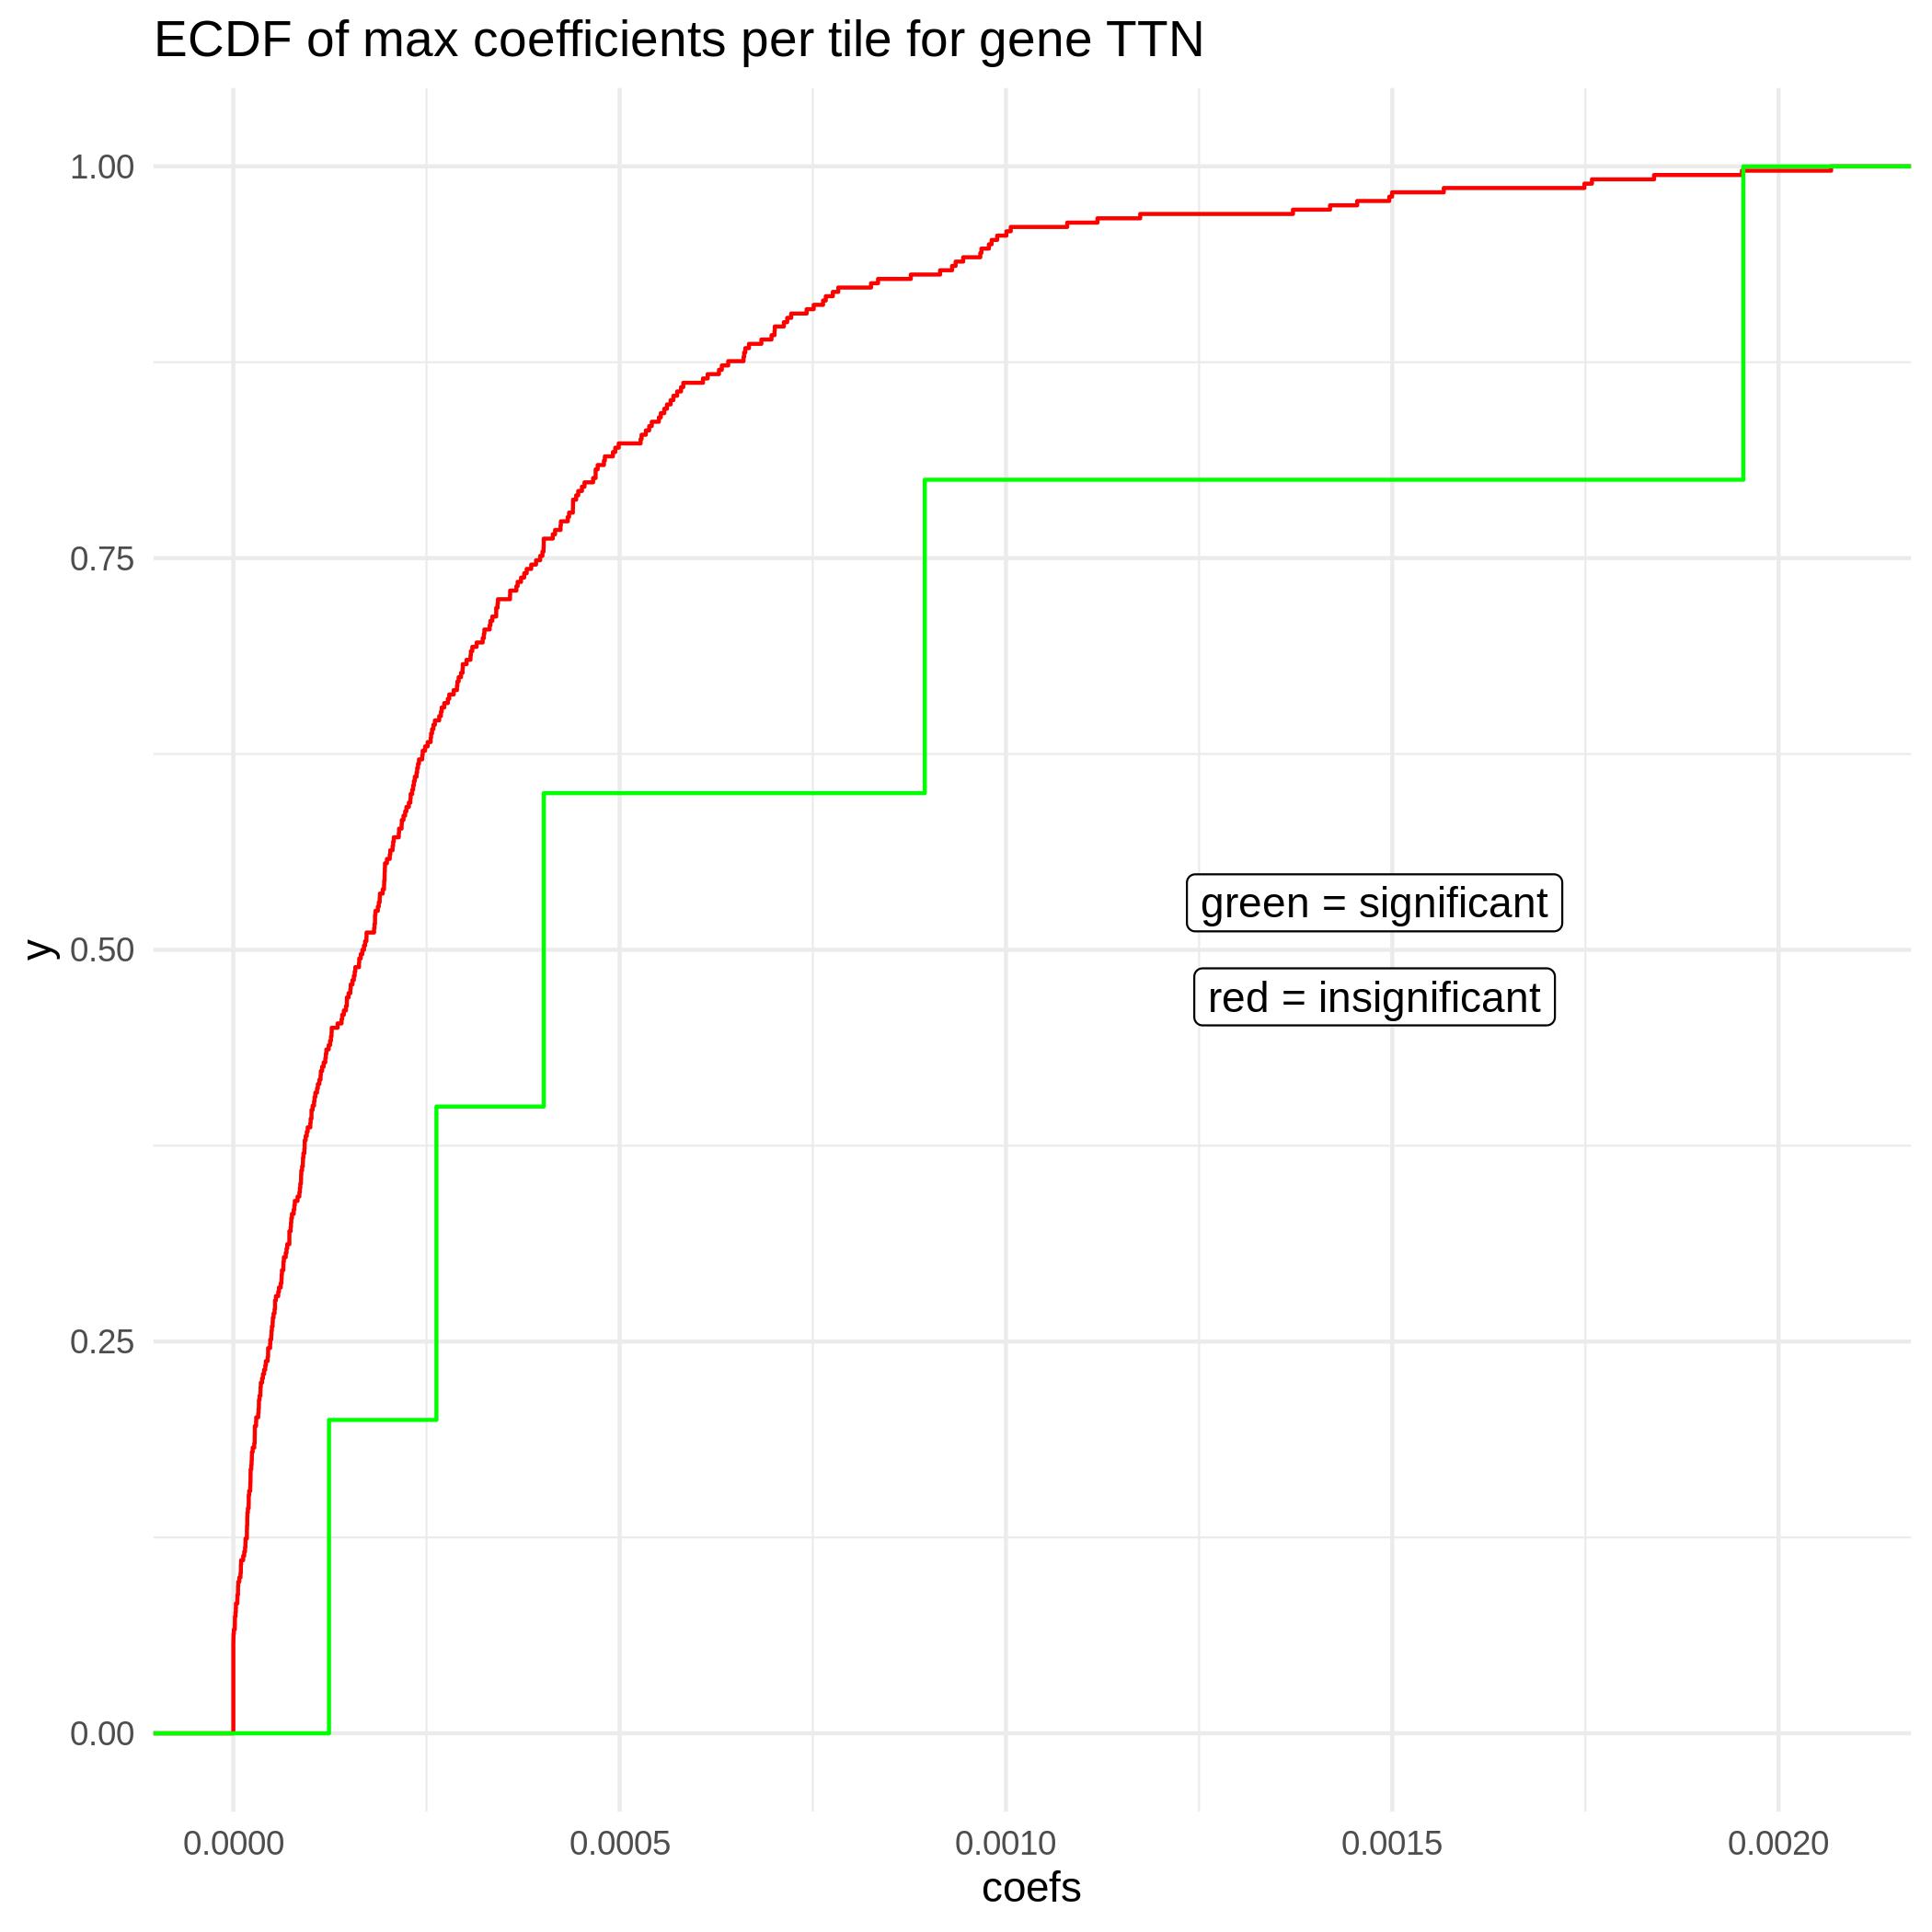 ECDF of max coefficients per tile for gene TTN
1.00
0.75
0.50
0.25
0.00
y
green = significant
red = insignificant
0.0000
0.0005
0.0010
0.0015
0.0020
coefs